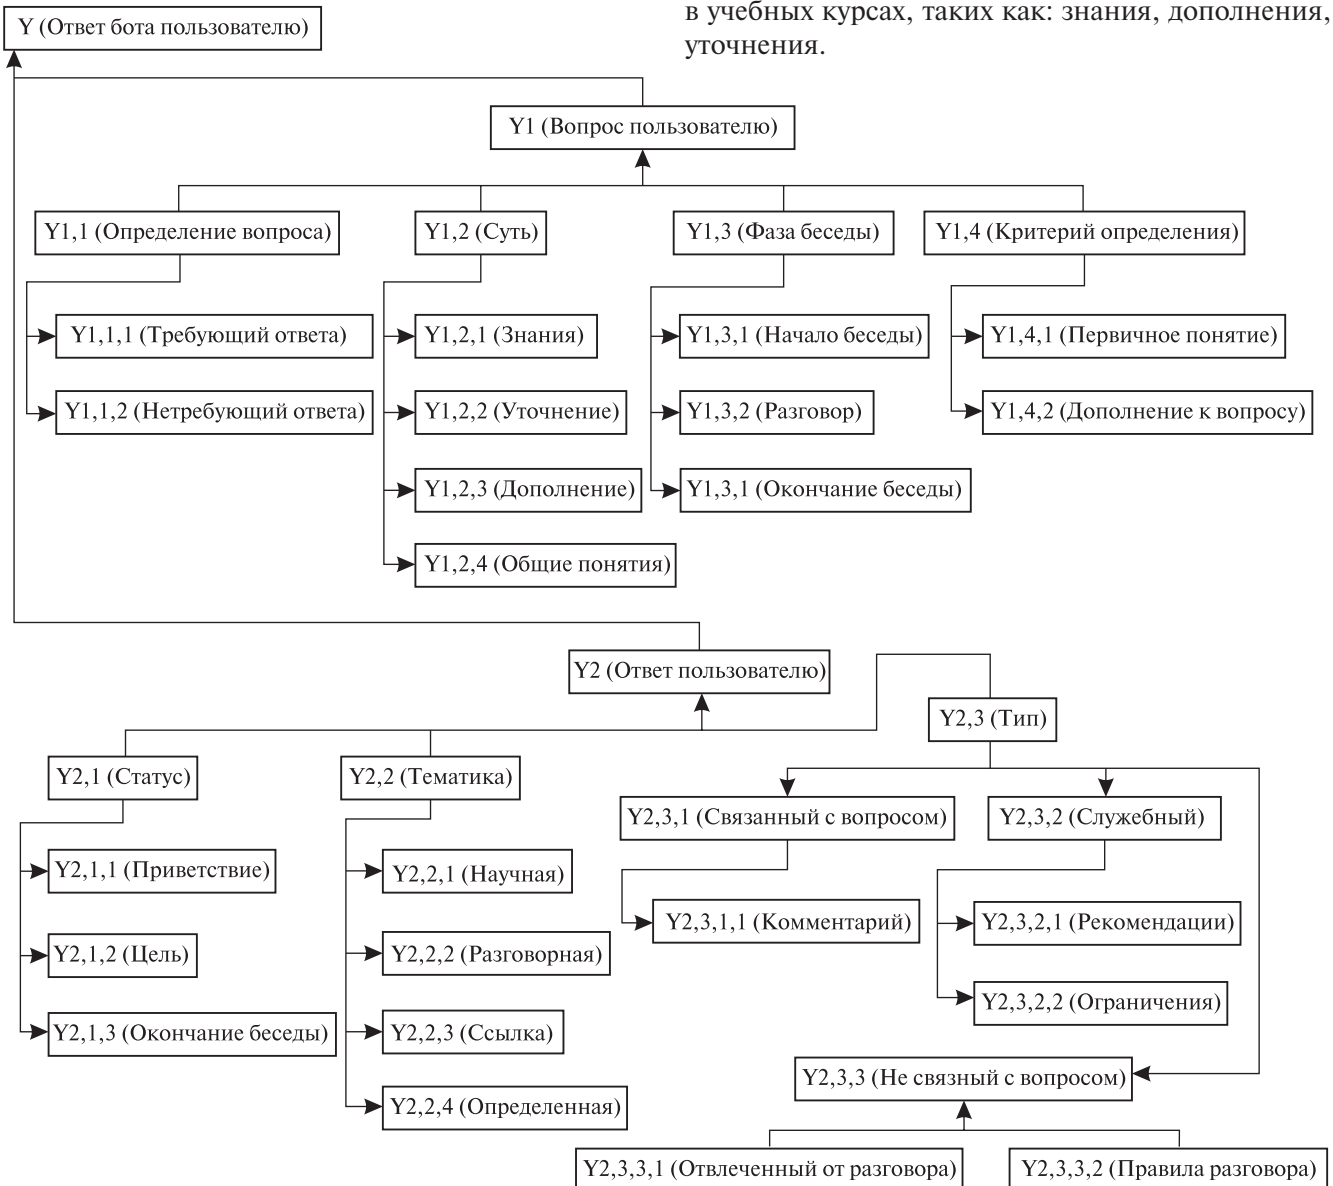 в учебных курсах, таких как: знания, дополнения,
уточнения.
Y (Ответ бота пользователю)
Y1 (Вопрос пользователю)
Y1,1 (Определение вопроса)
Y1,2 (Суть)
Y1,3 (Фаза беседы)
Y1,4 (Критерий определения)
Y1,1,1 (Требующий ответа)
Y1,2,1 (Знания)
Y1,3,1 (Начало беседы)
Y1,4,1 (Первичное понятие)
Y1,1,2 (Нетребующий ответа)
Y1,2,2 (Уточнение)
Y1,3,2 (Разговор)
Y1,4,2 (Дополнение к вопросу)
Y1,2,3 (Дополнение)
Y1,3,1 (Окончание беседы)
Y1,2,4 (Общие понятия)
Y2 (Ответ пользователю)
Y2,3 (Тип)
Y2,1 (Статус)
Y2,2 (Тематика)
Y2,3,1 (Связанный с вопросом)
Y2,3,2 (Служебный)
Y2,1,1 (Приветствие)
Y2,2,1 (Научная)
Y2,3,1,1 (Комментарий)
Y2,3,2,1 (Рекомендации)
Y2,1,2 (Цель)
Y2,2,2 (Разговорная)
Y2,3,2,2 (Ограничения)
Y2,1,3 (Окончание беседы)
Y2,2,3 (Ссылка)
Y2,3,3 (Не связный с вопросом)
Y2,2,4 (Определенная)
Y2,3,3,1 (Отвлеченный от разговора)
Y2,3,3,2 (Правила разговора)